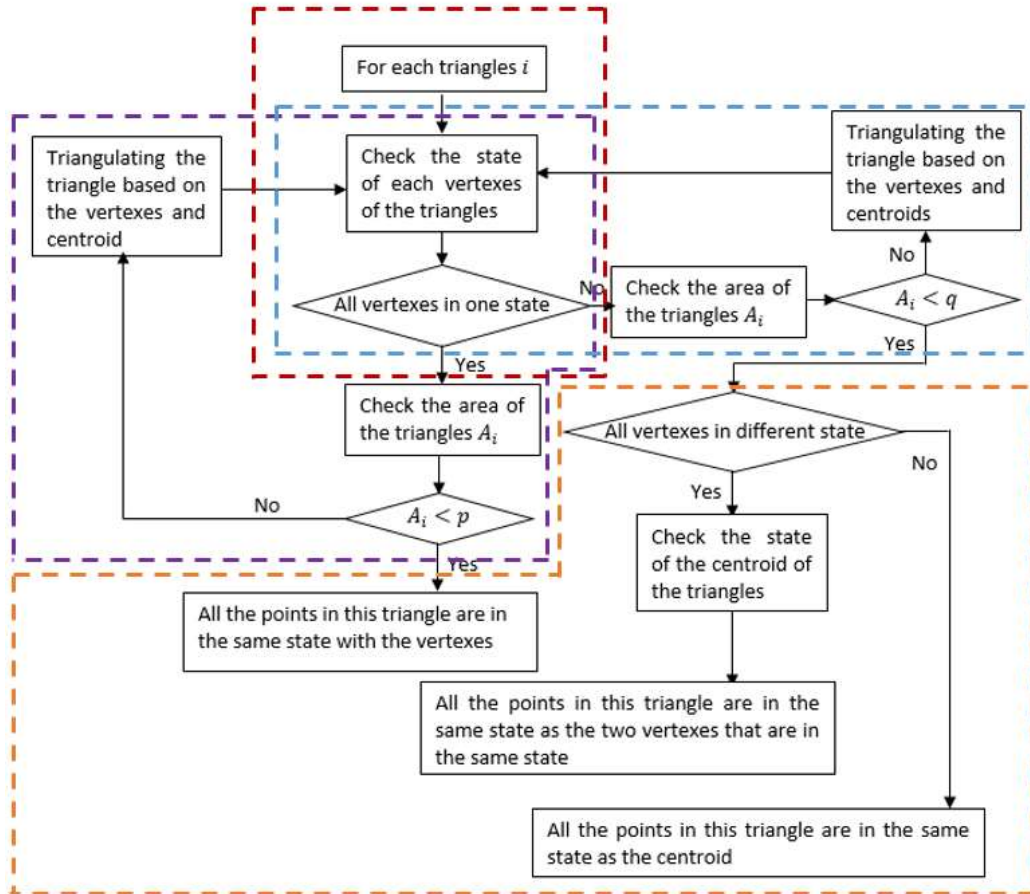 For each triangles i
Check the state
of each vertexes
of the triangles
Triangulating the
triangle based on
the vertexes and
centroid
Triangulating the
triangle based on
the vertexes and
centroids
All vertexes in one state
No
Check the area of
the triangles A_i
A_i < q
No
Yes
Yes
Check the area of
the triangles A_i
A_i < p
No
Yes
All vertexes in different state
No
Yes
Check the state
of the centroid of
the triangles
All the points in this triangle are in
the same state with the vertexes
All the points in this triangle are in the
same state as the two vertexes that are in
the same state
All the points in this triangle are in the same
state as the centroid